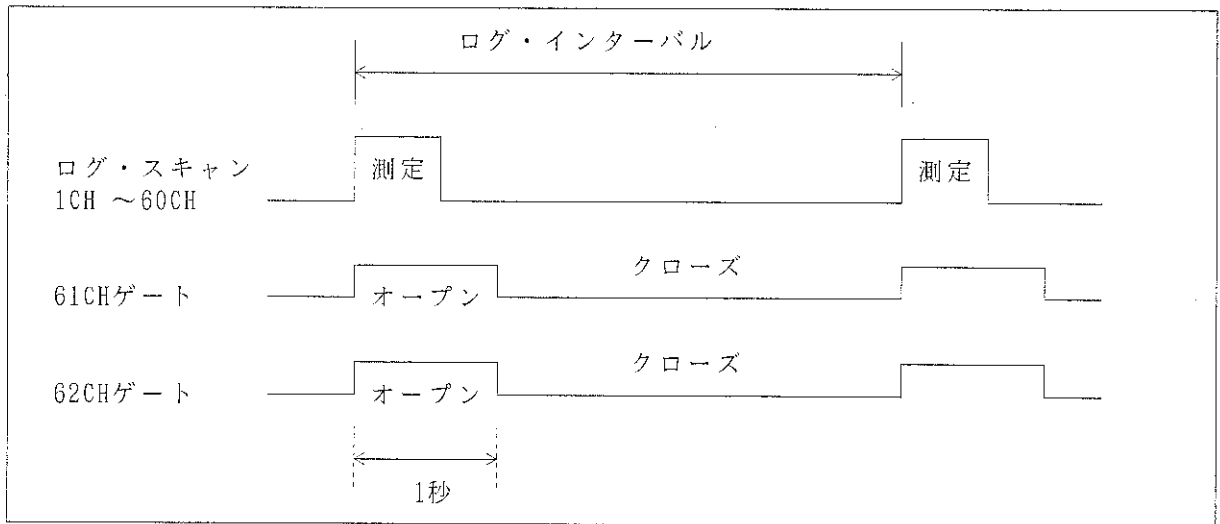 ログ・インターバル
ログ・スキャン
1CH ～60CH
測定
測定
61CHゲート
オープン
クローズ
62CHゲート
オープン
クローズ
1秒